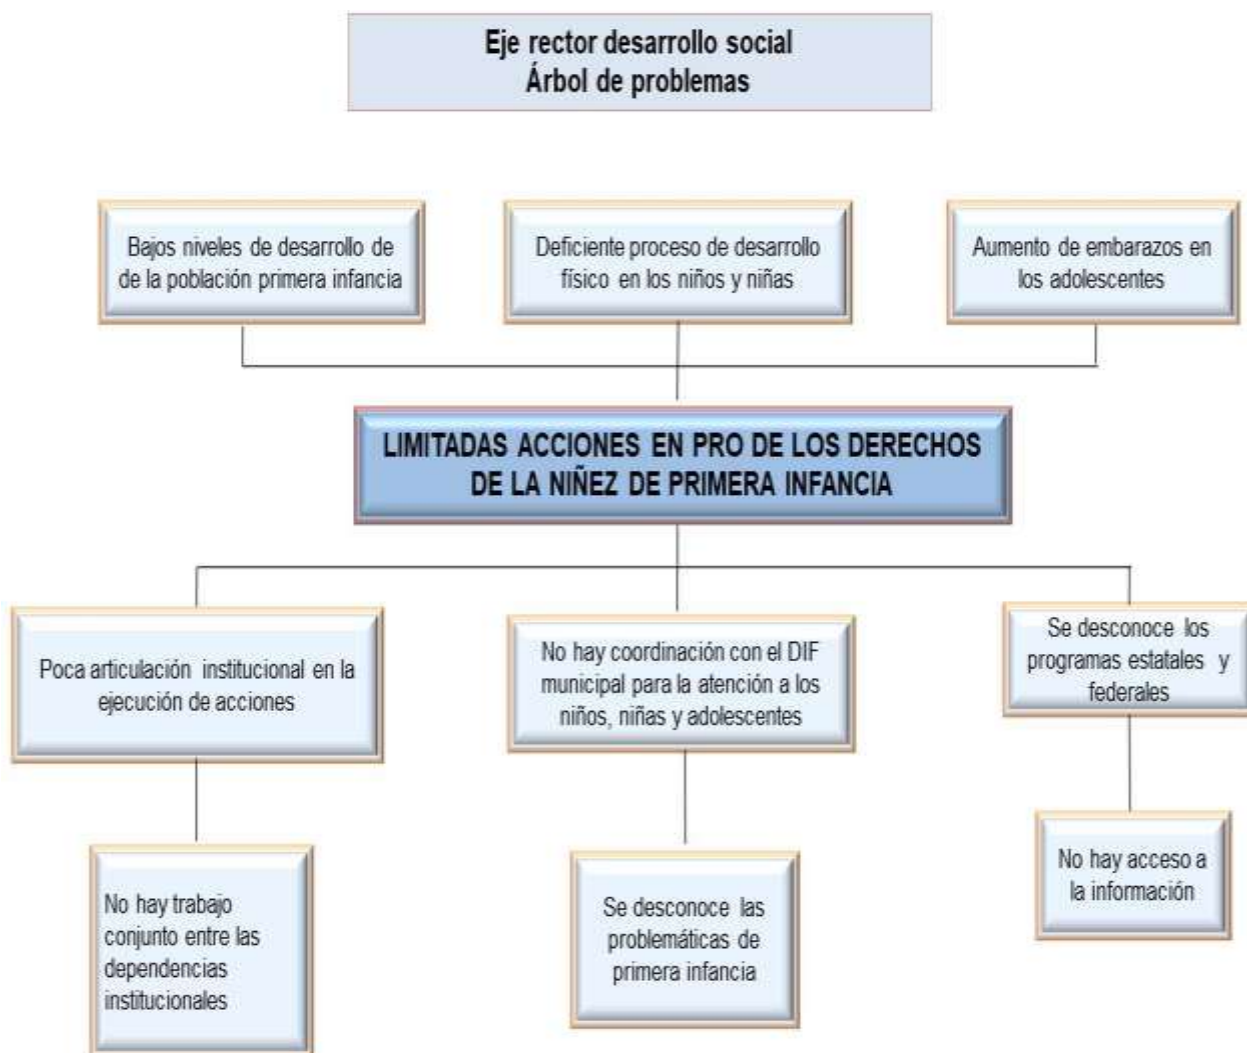 Eje rector desarrollo social
Árbol de problemas
Bajos niveles de desarrollo de
de la población primera infancia
Deficiente proceso de desarrollo
físico en los niños y niñas
Aumento de embarazos en
los adolescentes
LIMITADAS ACCIONES EN PRO DE LOS DERECHOS
DE LA NIÑEZ DE PRIMERA INFANCIA
Poca articulación institucional en la
ejecución de acciones
No hay coordinación con el DIF
municipal para la atención a los
niños, niñas y adolescentes
Se desconoce los
programas estatales y
federales
No hay trabajo
conjunto entre las
dependencias
institucionales
Se desconoce las
problemáticas de
primera infancia
No hay acceso a
la información